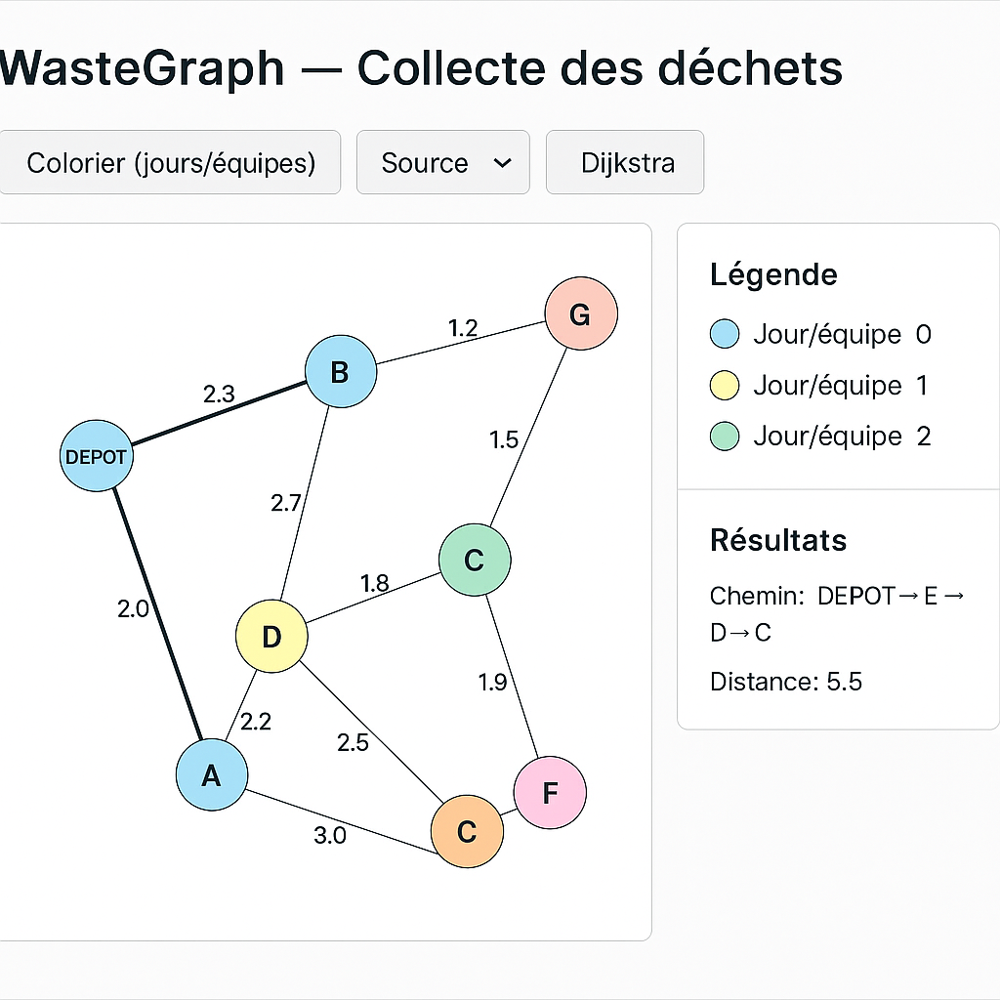 WasteGraph — Collecte des déchets
Colorier (jours/équipes)
Source
Dijkstra
G
1.2
B
2.3
DEPOT
1.5
2.7
C
1.8
2.0
D
1.9
2.2
2.5
A
F
C
3.0
Légende
Jour/équipe 0
Jour/équipe 1
Jour/équipe 2
Résultats
Chemin: DEPOT→E→
D→C
Distance: 5.5